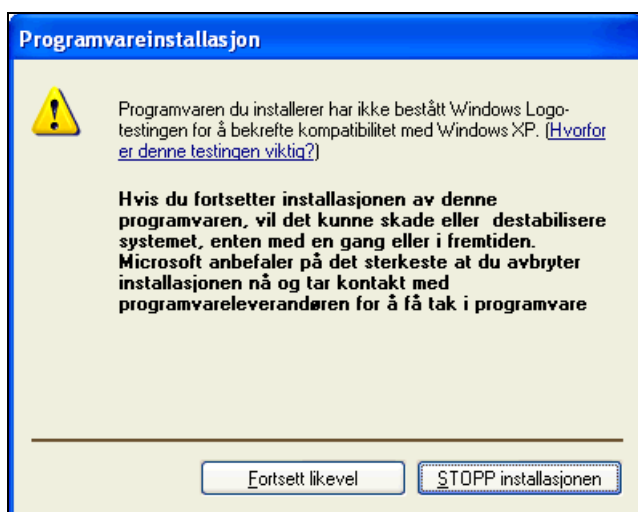 Programvareinstallasjon
Programvaren du installerer har ikke bestått Windows Logo-
testingen for å bekrefte kompatibilitet med Windows XP. (Hvorfor
er denne testingen viktig?)
Hvis du fortsetter installasjonen av denne
programvaren, vil det kunne skade eller destabilisere
systemet, enten med en gang eller i fremtiden.
Microsoft anbefaler på det sterkeste at du avbryter
installasjonen nå og tar kontakt med
programvareleverandøren for å få tak i programvare
Fortsett likevel
STOPP installasjonen